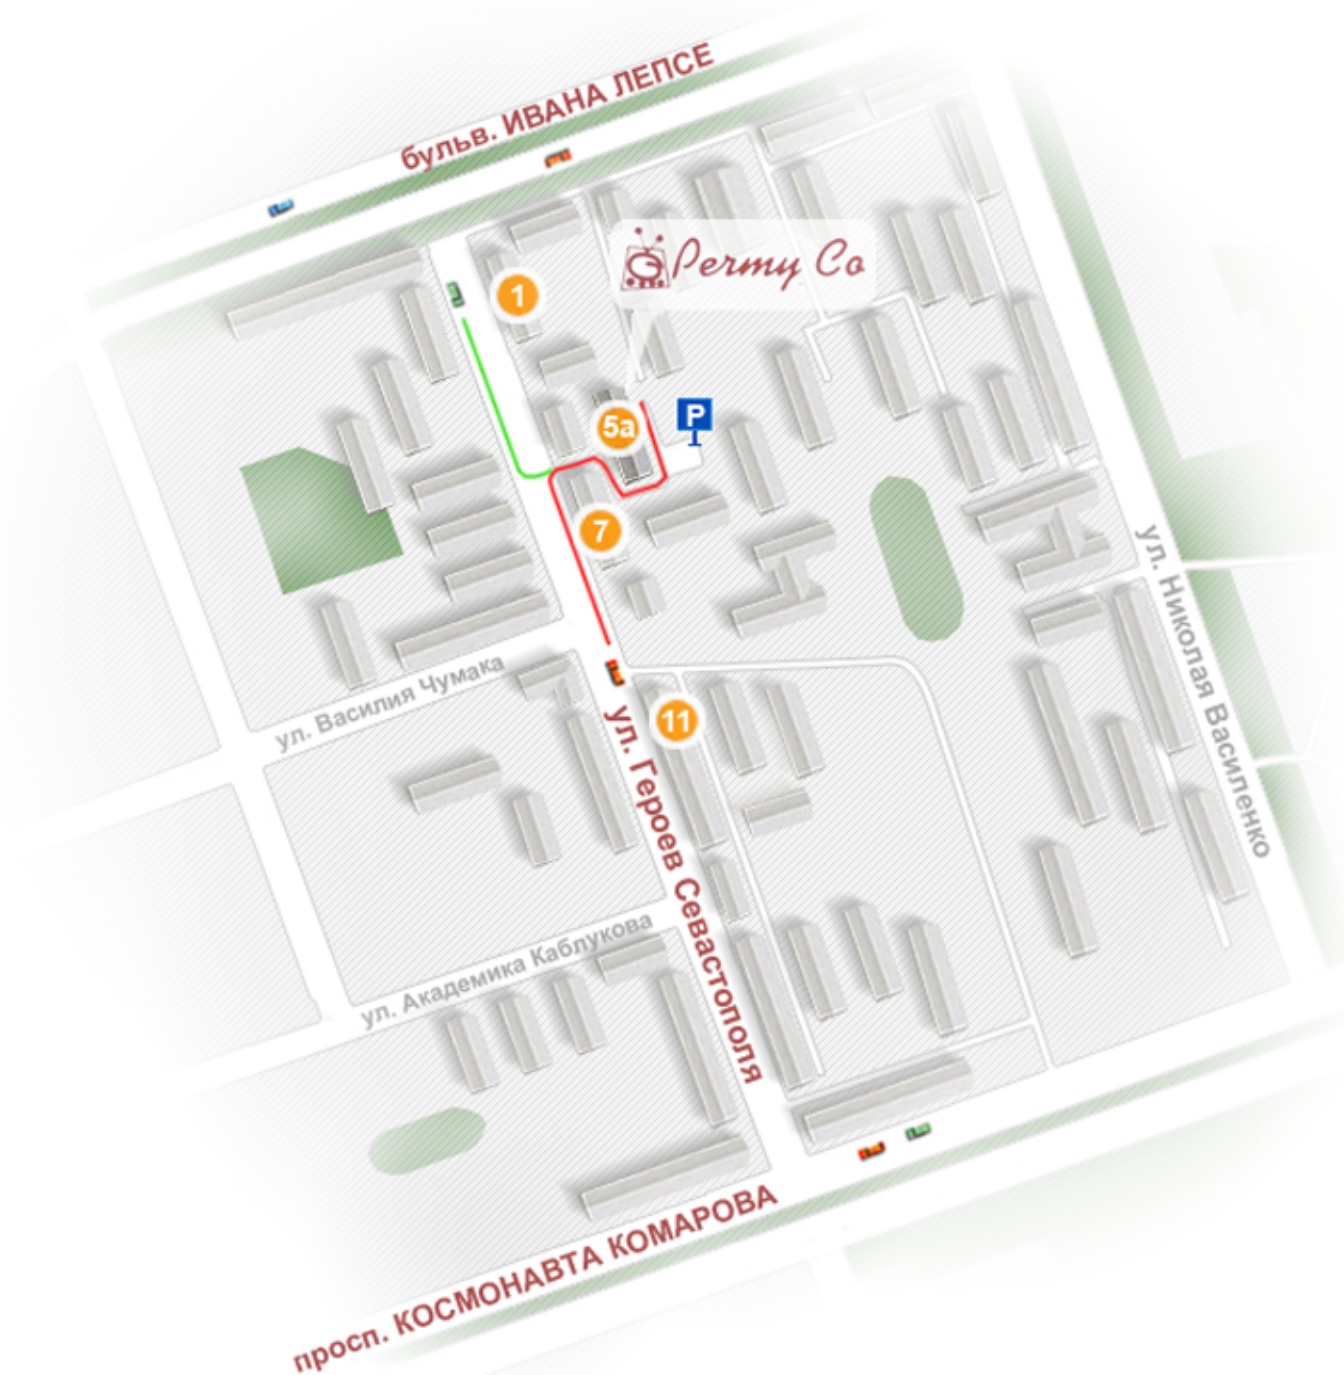 бульв. ИВАНА ЛЕПСЕ
Permy Co
1
5а
P
7
ул. Николая Василенко
ул. Василия Чумака
11
ул. Героев Севастополя
ул. Академика Каблукова
просп. КОСМОНАВТА КОМАРОВА